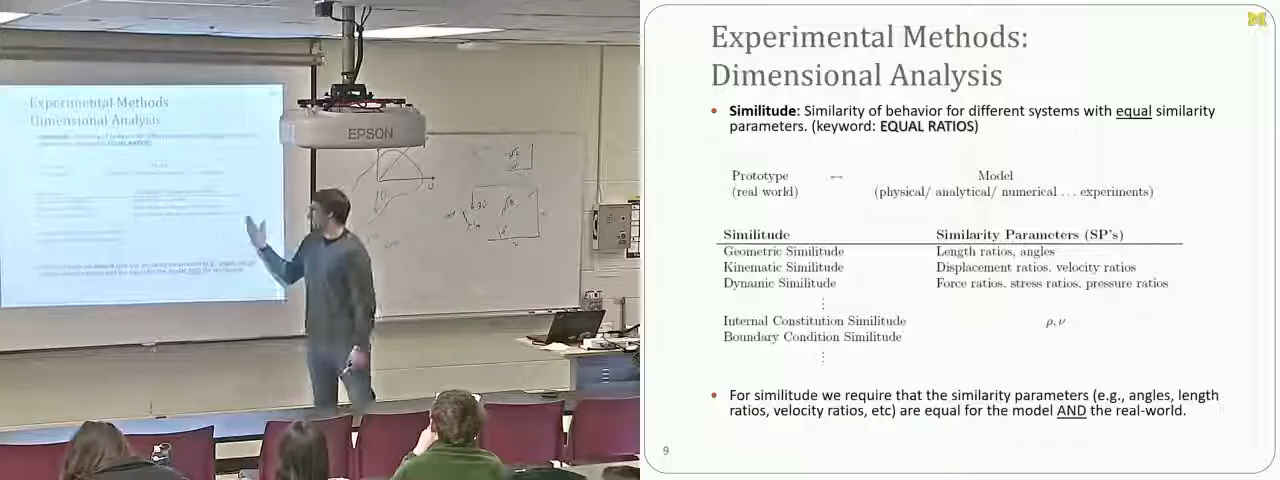 Experimental Methods
Dimensional Analysis
EPSON
Experimental Methods:
Dimensional Analysis
• Similitude: Similarity of behavior for different systems with equal similarity
parameters. (keyword: EQUAL RATIOS)
Prototype ↔ Model
(real world) (physical/ analytical/ numerical ... experiments)
Similitude Similarity Parameters (SP's)
Geometric Similitude Length ratios, angles
Kinematic Similitude Displacement ratios, velocity ratios
Dynamic Similitude Force ratios, stress ratios, pressure ratios
⋮
Internal Constitution Similitude ρ, ν
Boundary Condition Similitude
⋮
• For similitude we require that the similarity parameters (e.g., angles, length
ratios, velocity ratios, etc) are equal for the model AND the real-world.
9